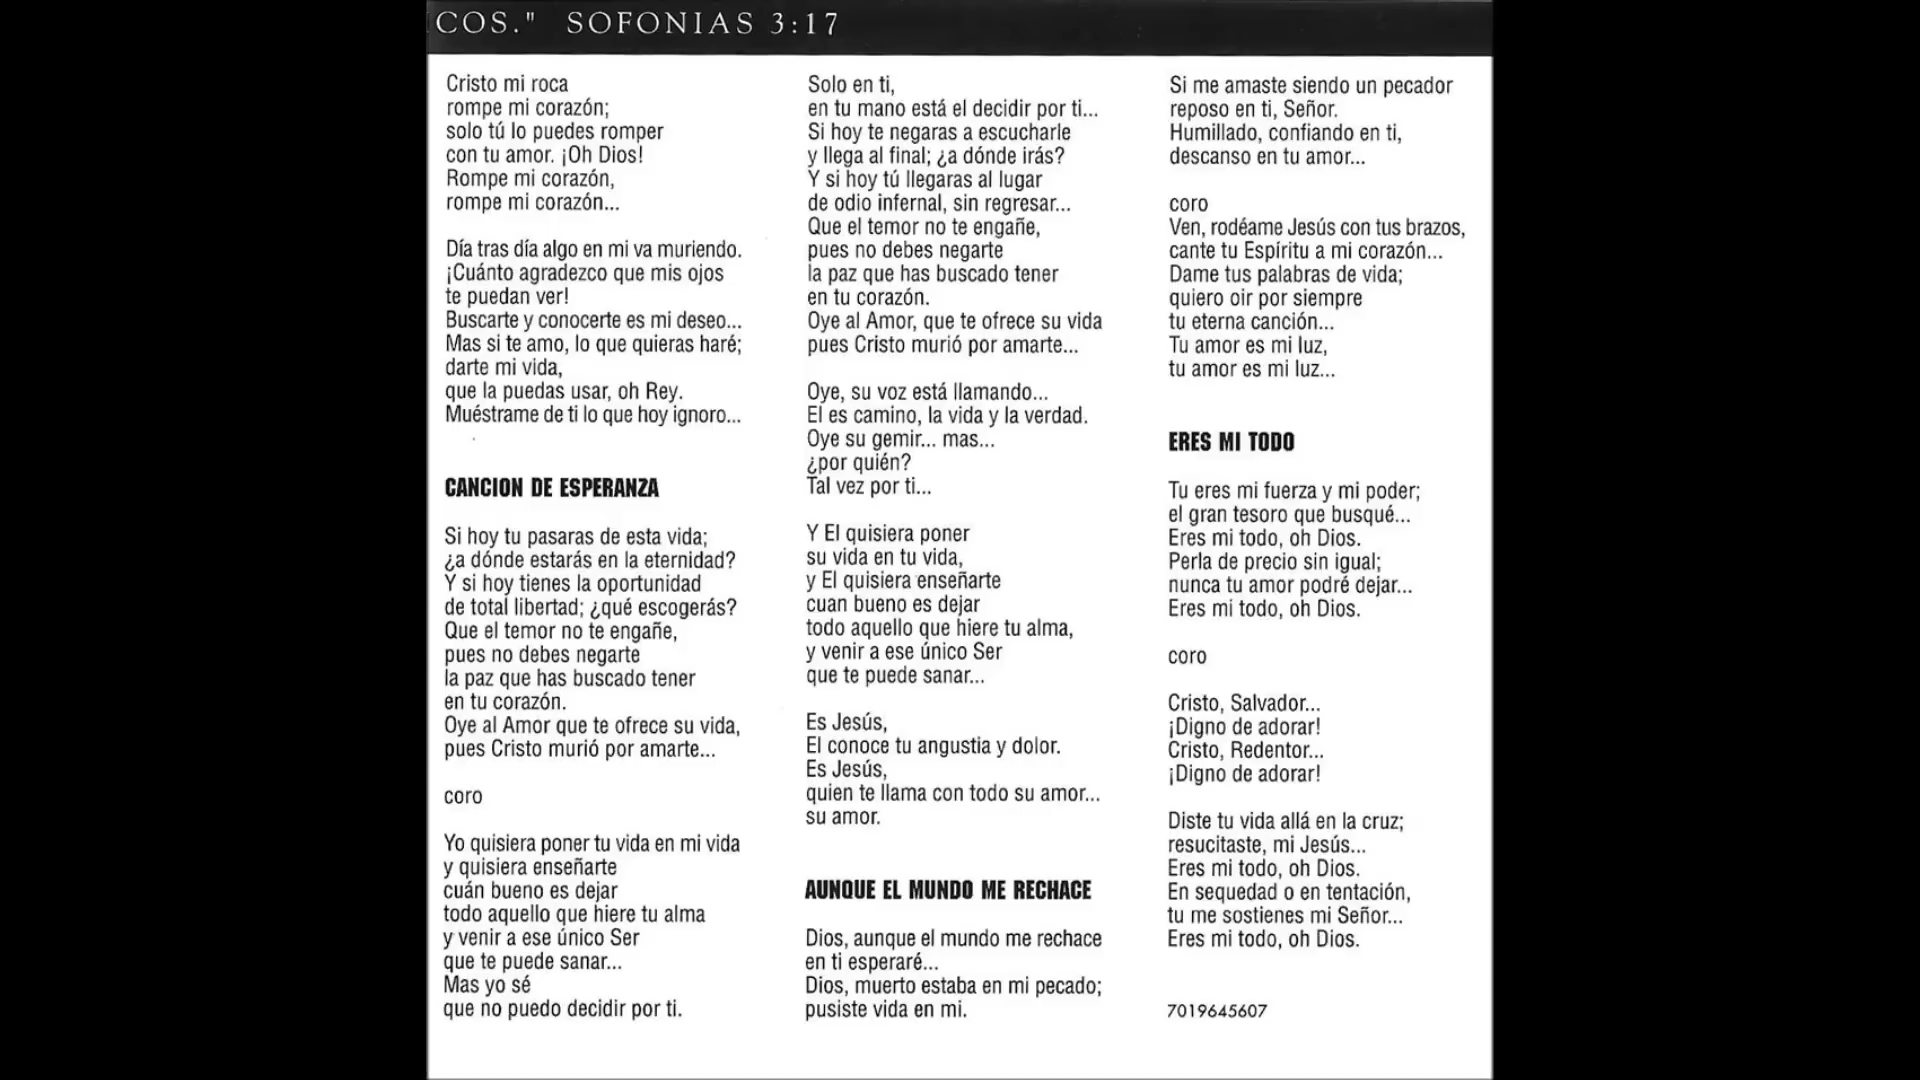 COS." SOFONIAS 3:17
Cristo mi roca
rompe mi corazón;
solo tú lo puedes romper
con tu amor. ¡Oh Dios!
Rompe mi corazón,
rompe mi corazón...
Día tras día algo en mi va muriendo.
¡Cuánto agradezco que mis ojos
te puedan ver!
Buscarte y conocerte es mi deseo...
Mas si te amo, lo que quieras haré;
darte mi vida,
que la puedas usar, oh Rey.
Muéstrame de ti lo que hoy ignoro...
CANCION DE ESPERANZA
Si hoy tu pasaras de esta vida;
¿a dónde estarás en la eternidad?
Y si hoy tienes la oportunidad
de total libertad; ¿qué escogerás?
Que el temor no te engañe,
pues no debes negarte
la paz que has buscado tener
en tu corazón.
Oye al Amor que te ofrece su vida,
pues Cristo murió por amarte...
coro
Yo quisiera poner tu vida en mi vida
y quisiera enseñarte
cuán bueno es dejar
todo aquello que hiere tu alma
y venir a ese único Ser
que te puede sanar...
Mas yo sé
que no puedo decidir por ti.
Solo en ti,
en tu mano está el decidir por ti...
Si hoy te negaras a escucharle
y llega al final; ¿a dónde irás?
Y si hoy tú llegaras al lugar
de odio infernal, sin regresar...
Que el temor no te engañe,
pues no debes negarte
la paz que has buscado tener
en tu corazón.
Oye al Amor, que te ofrece su vida
pues Cristo murió por amarte...
Oye, su voz está llamando...
El es camino, la vida y la verdad.
Oye su gemir... mas...
¿por quién?
Tal vez por ti...
Y El quisiera poner
su vida en tu vida,
y El quisiera enseñarte
cuan bueno es dejar
todo aquello que hiere tu alma,
y venir a ese único Ser
que te puede sanar...
Es Jesús,
El conoce tu angustia y dolor.
Es Jesús,
quien te llama con todo su amor...
su amor.
AUNQUE EL MUNDO ME RECHACE
Dios, aunque el mundo me rechace
en ti esperaré...
Dios, muerto estaba en mi pecado;
pusiste vida en mi.
Si me amaste siendo un pecador
reposo en ti, Señor.
Humillado, confiando en ti,
descanso en tu amor...
coro
Ven, rodéame Jesús con tus brazos,
cante tu Espíritu a mi corazón...
Dame tus palabras de vida;
quiero oir por siempre
tu eterna canción...
Tu amor es mi luz,
tu amor es mi luz...
ERES MI TODO
Tu eres mi fuerza y mi poder;
el gran tesoro que busqué...
Eres mi todo, oh Dios.
Perla de precio sin igual;
nunca tu amor podré dejar...
Eres mi todo, oh Dios.
coro
Cristo, Salvador...
¡Digno de adorar!
Cristo, Redentor...
¡Digno de adorar!
Diste tu vida allá en la cruz;
resucitaste, mi Jesús...
Eres mi todo, oh Dios.
En sequedad o en tentación,
tu me sostienes mi Señor...
Eres mi todo, oh Dios.
7019645607